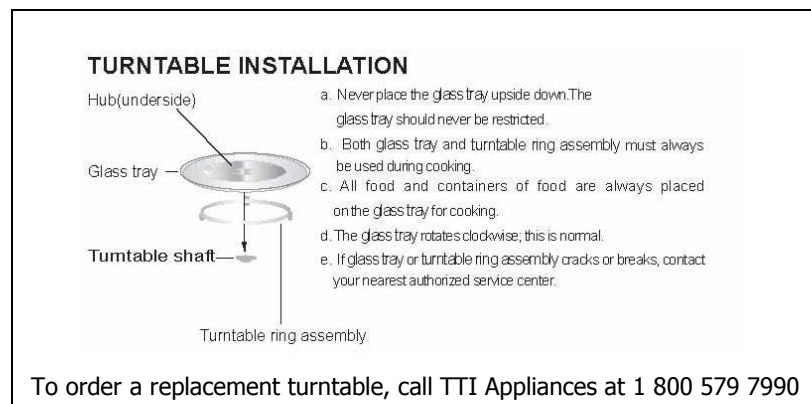 TURNTABLE INSTALLATION
Hub(underside)
Glass tray
Turntable shaft
Turntable ring assembly
a. Never place the glass tray upside down.The
glass tray should never be restricted.
b. Both glass tray and turntable ring assembly must always
be used during cooking.
c. All food and containers of food are always placed
on the glass tray for cooking.
d. The glass tray rotates clockwise; this is normal.
e. If glass tray or turntable ring assembly cracks or breaks, contact
your nearest authorized service center.
To order a replacement turntable, call TTI Appliances at 1 800 579 7990